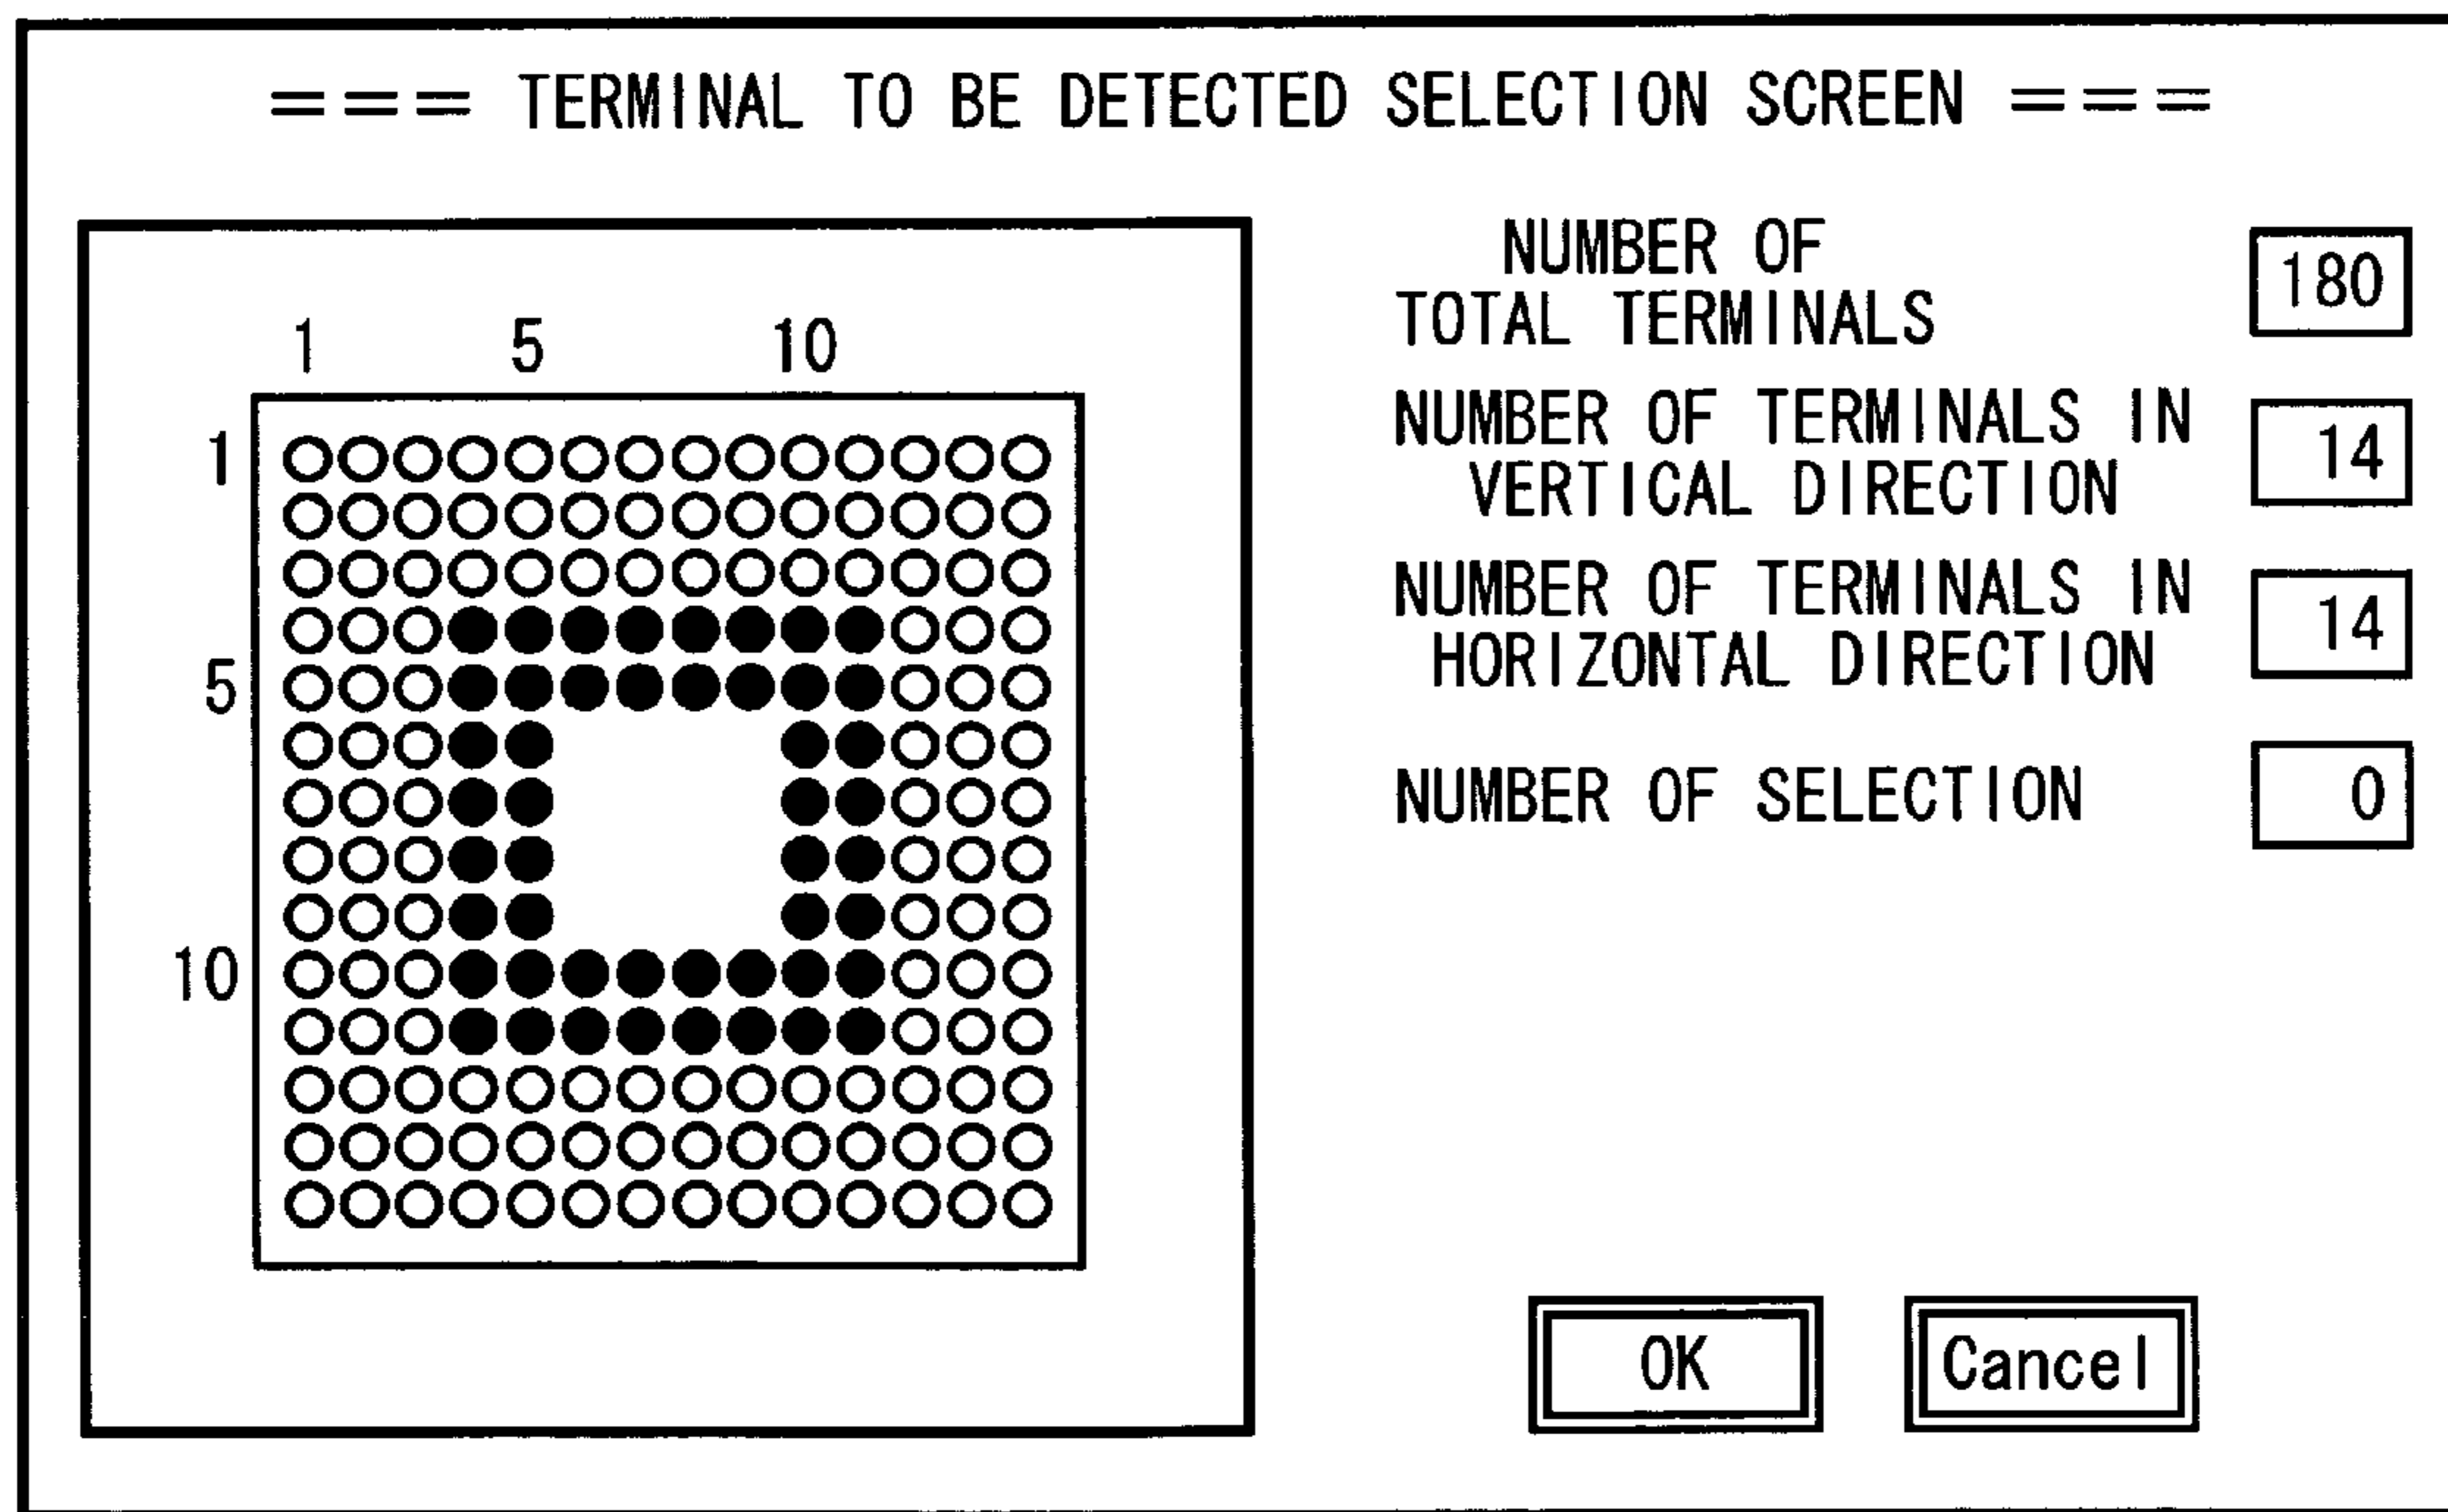 === TERMINAL TO BE DETECTED SELECTION SCREEN ===
1 5 10
1
5
10
NUMBER OF
TOTAL TERMINALS
180
NUMBER OF TERMINALS IN
VERTICAL DIRECTION
14
NUMBER OF TERMINALS IN
HORIZONTAL DIRECTION
14
NUMBER OF SELECTION
0
OK
Cancel